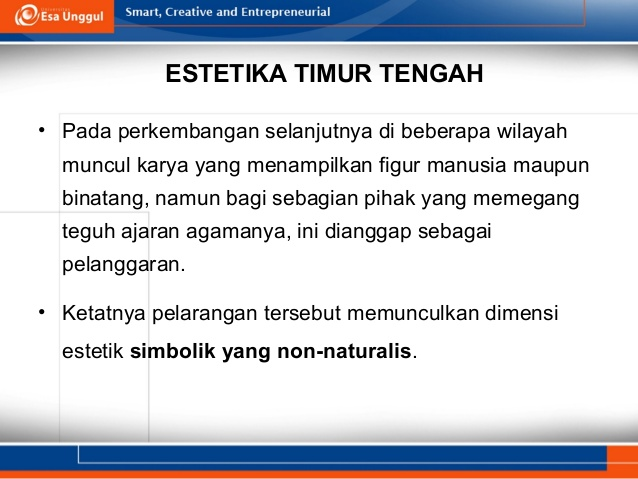 Esa Unggul
Smart, Creative and Entrepreneurial
ESTETIKA TIMUR TENGAH
• Pada perkembangan selanjutnya di beberapa wilayah
muncul karya yang menampilkan figur manusia maupun
binatang, namun bagi sebagian pihak yang memegang
teguh ajaran agamanya, ini dianggap sebagai
pelanggaran.
• Ketatnya pelarangan tersebut memunculkan dimensi
estetik simbolik yang non-naturalis.